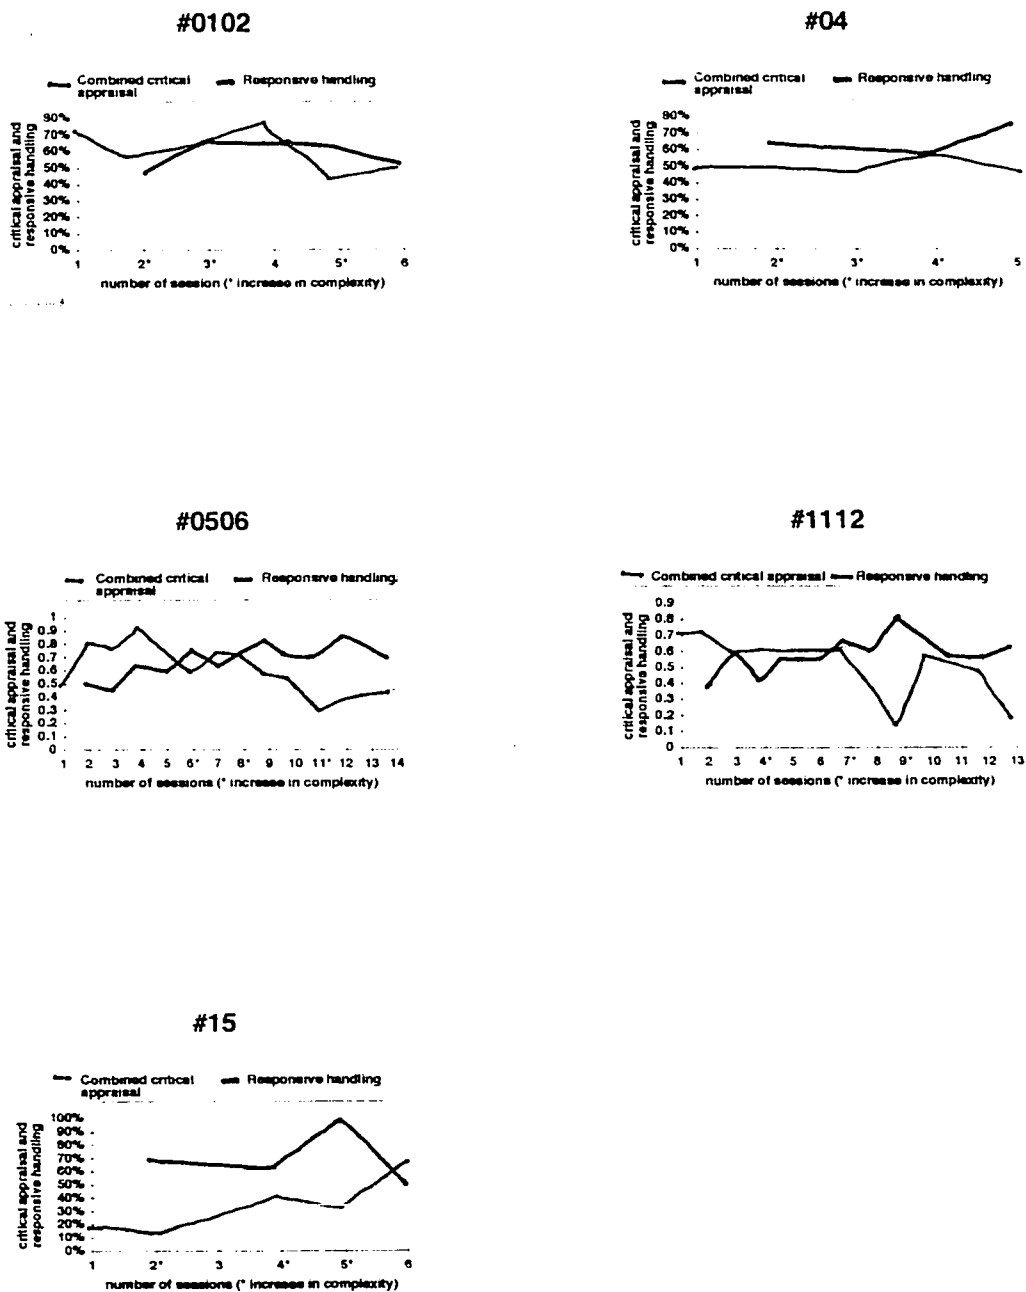 #0102
Combined critical appraisal
Responsive handling
critical appraisal and responsive handling
80%
70%
60%
50%
40%
30%
20%
10%
0%
1 2* 3* 4 5* 6
number of session (* increase in complexity)
#04
Combined critical appraisal
Responsive handling
critical appraisal and responsive handling
80%
70%
60%
50%
40%
30%
20%
10%
0%
1 2* 3* 4* 5
number of sessions (* increase in complexity)
#0506
Combined critical appraisal
Responsive handling
critical appraisal and responsive handling
1
0.9
0.8
0.7
0.6
0.5
0.4
0.3
0.2
0.1
0
1 2 3 4* 5 6* 7 8* 9 10 11* 12 13 14
number of sessions (* increase in complexity)
#1112
Combined critical appraisal Responsive handling
critical appraisal and responsive handling
0.9
0.8
0.7
0.6
0.5
0.4
0.3
0.2
0.1
0
1 2 3 4* 5 6 7* 8 9* 10 11 12 13
number of sessions (* increase in complexity)
#15
Combined critical appraisal
Responsive handling
critical appraisal and responsive handling
100%
90%
80%
70%
60%
50%
40%
30%
20%
10%
0%
1 2* 3 4* 5* 6
number of sessions (* increase in complexity)